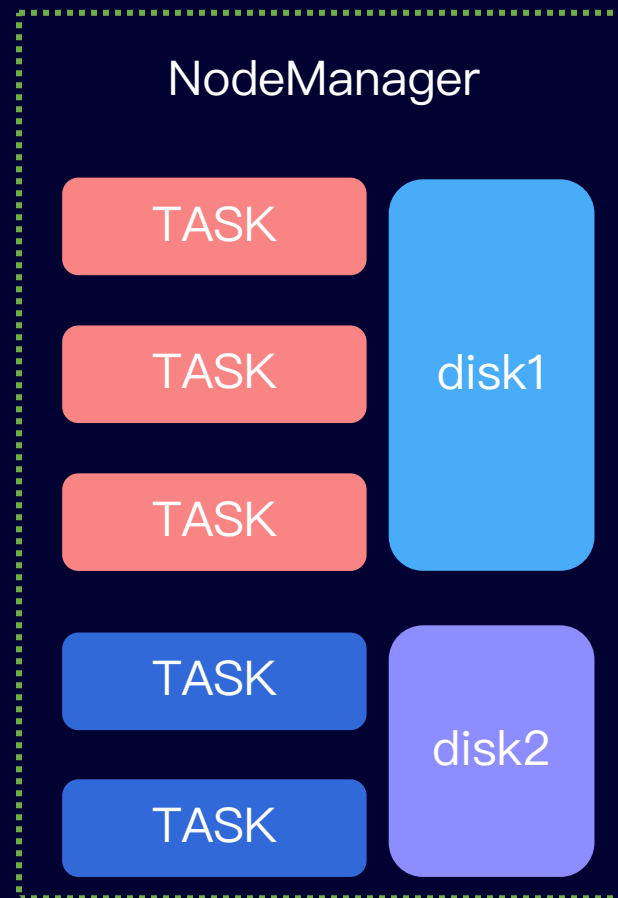 NodeManager
TASK
TASK
disk1
TASK
TASK
disk2
TASK